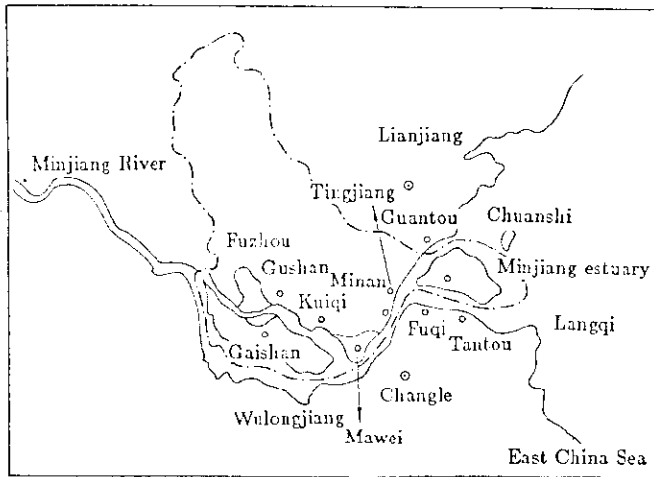 Lianjiang
Minjiang River
Tingjiang
Guantou
Chuanshi
Fuzhou
Gushan
Minan
Minjiang estuary
Kuiqi
Fuqi
Langqi
Tantou
Gaishan
Changle
Wulongjiang
Mawei
East China Sea